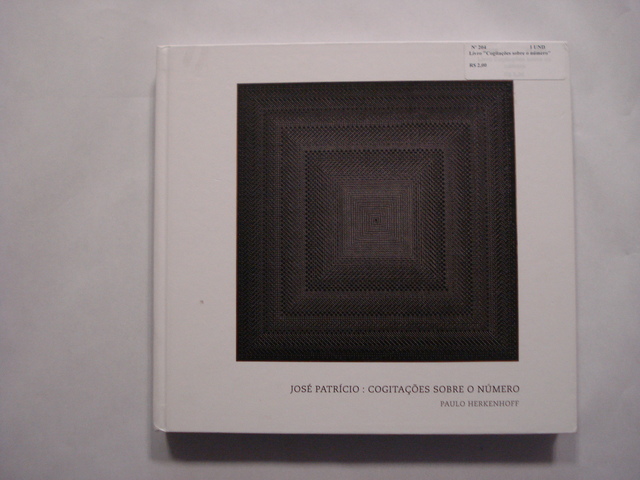 Nº 204 1 UND
Livro "Cogitações sobre o número"
R$ 2,00
JOSÉ PATRÍCIO : COGITAÇÕES SOBRE O NÚMERO
PAULO HERKENHOFF